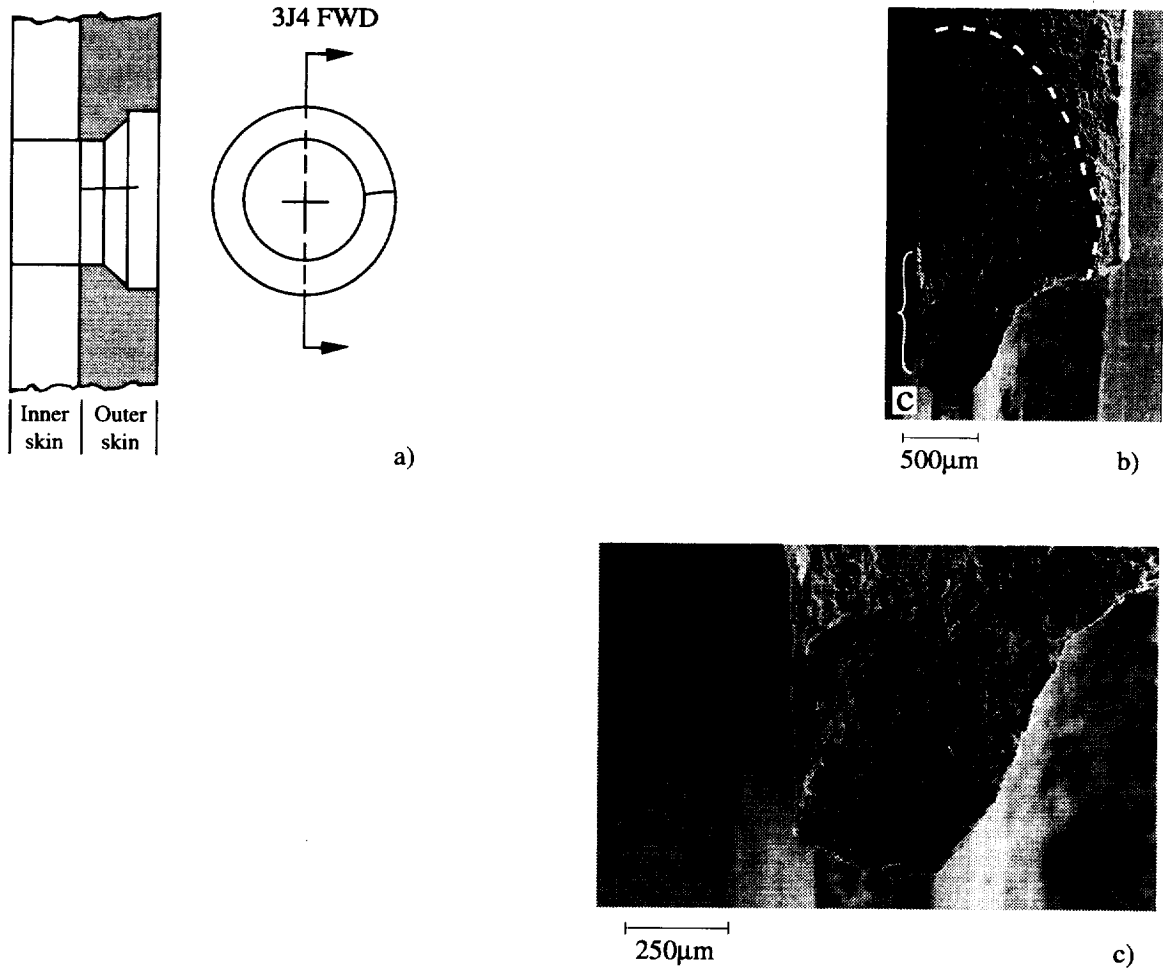 3J4 FWD
Inner skin
Outer skin
a)
C
500μm
b)
250μm
c)